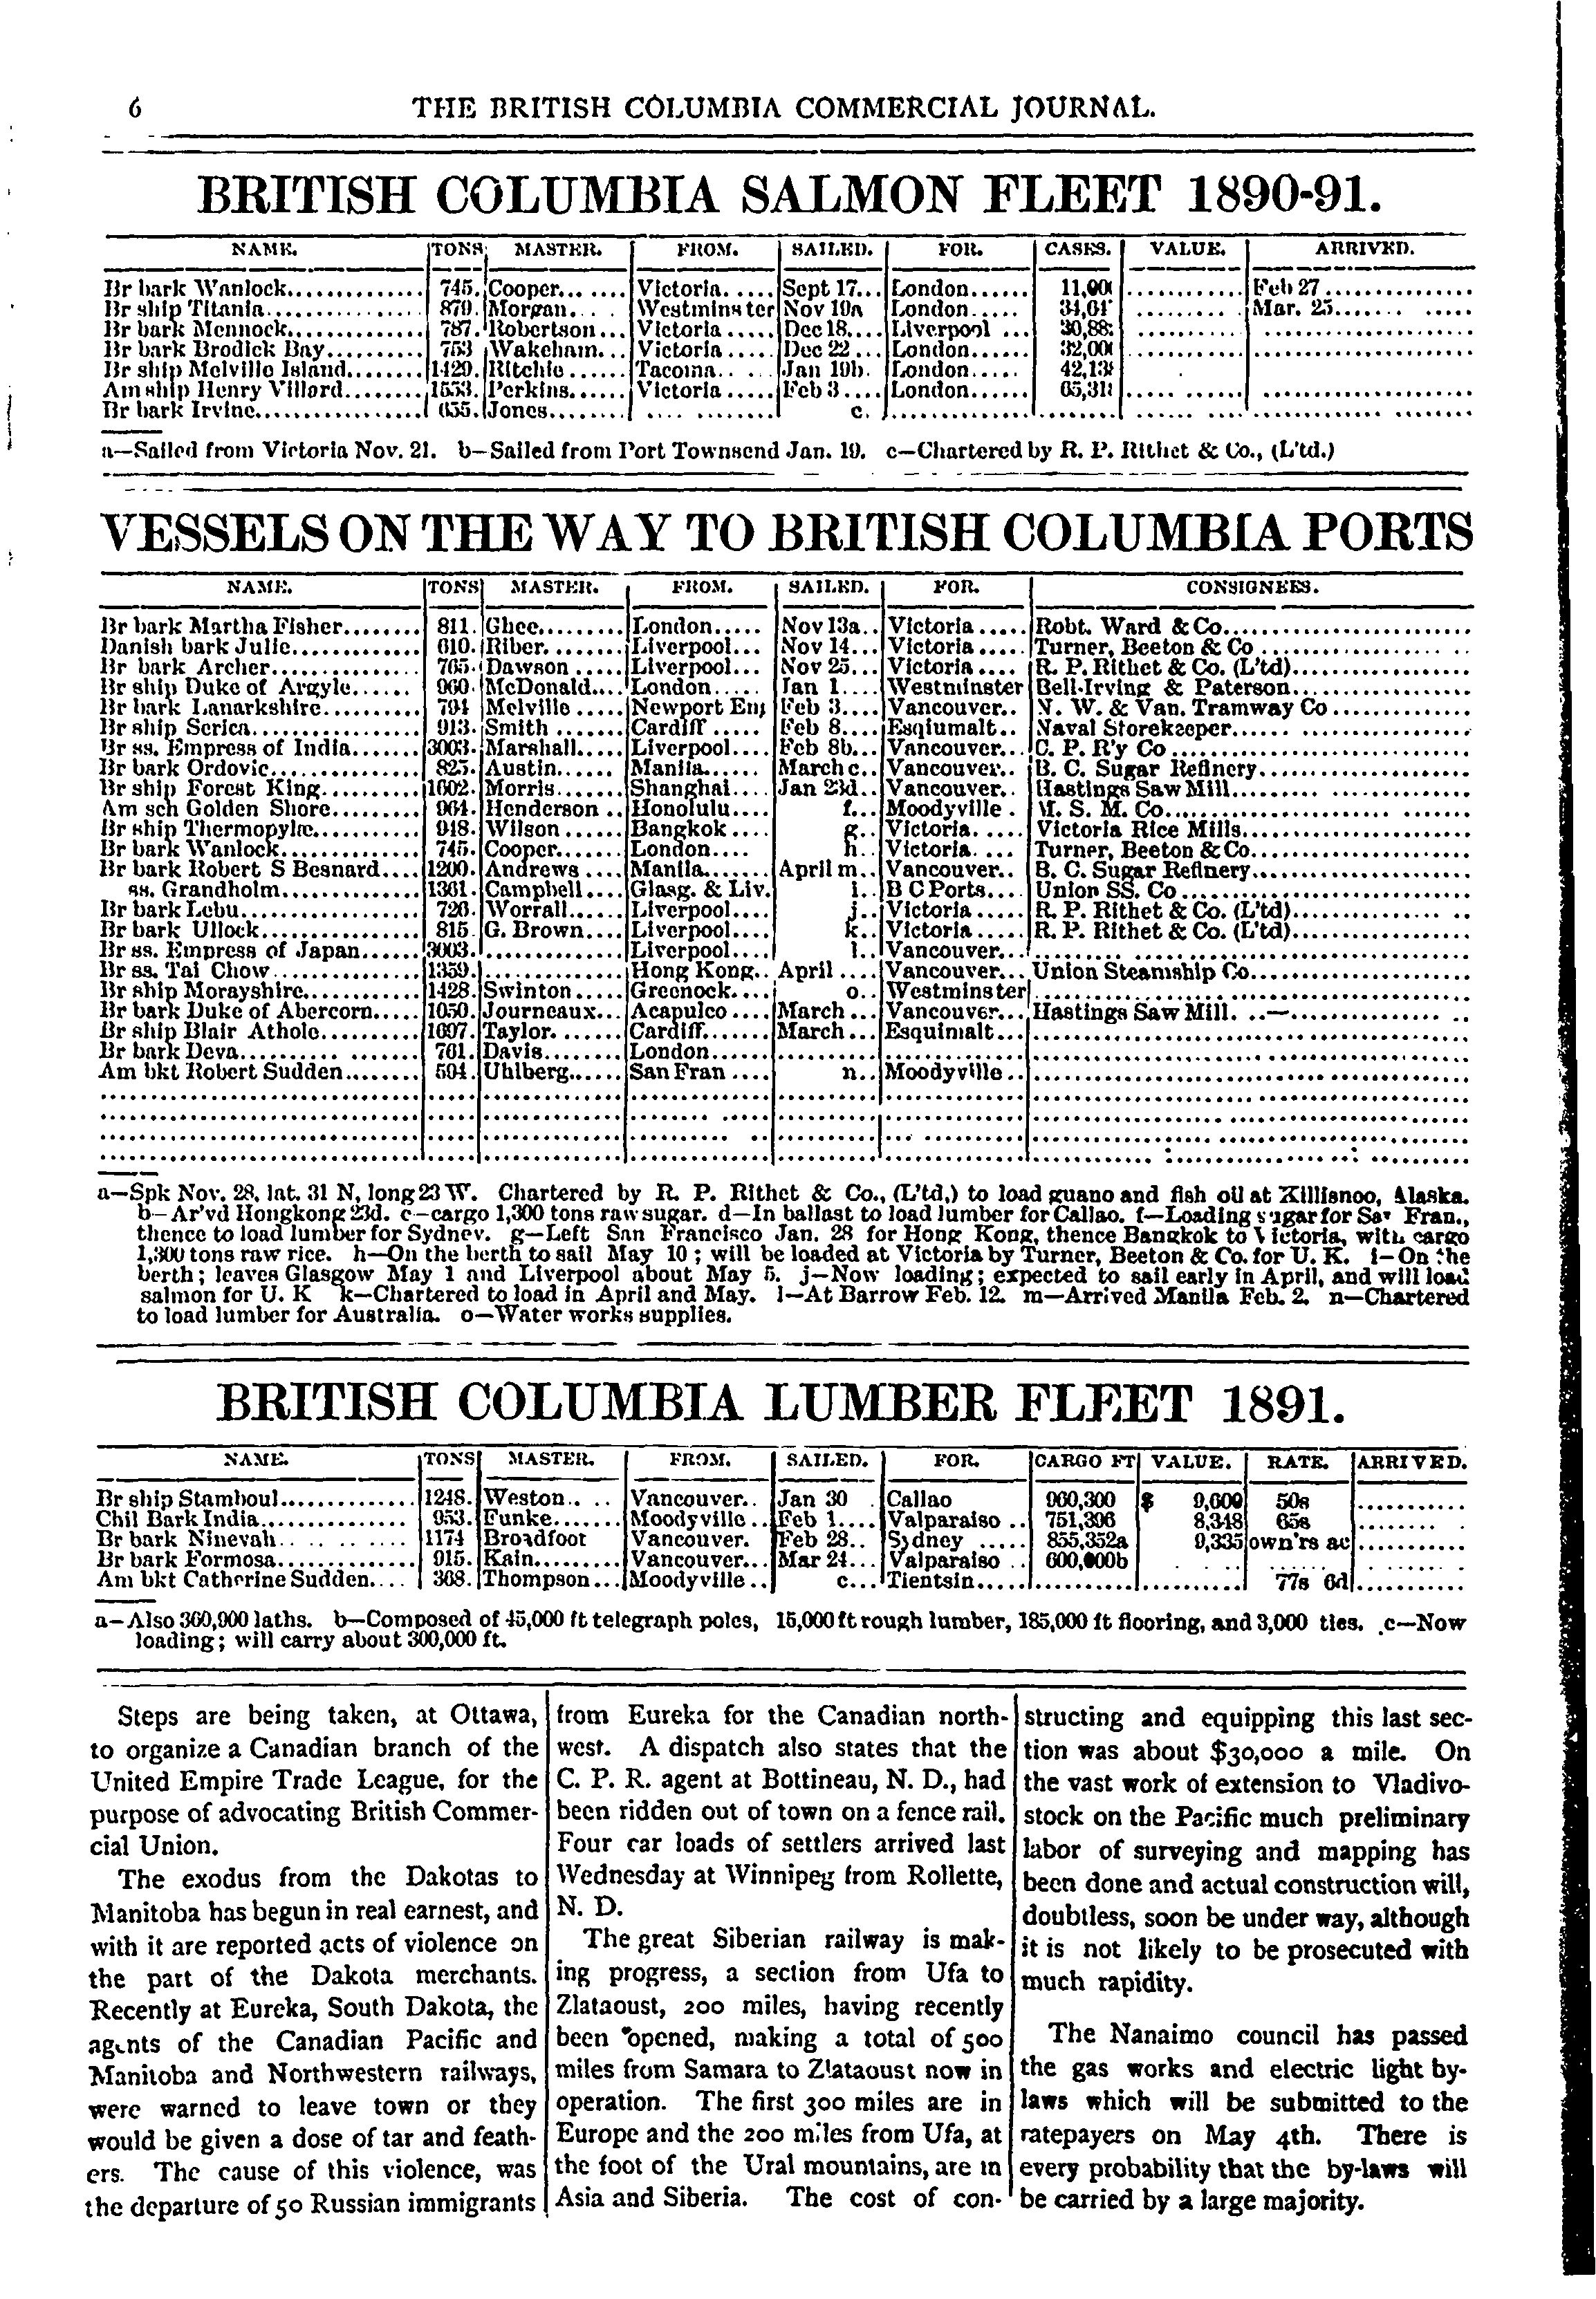 6 THE BRITISH COLUMBIA COMMERCIAL JOURNAL.
BRITISH COLUMBIA SALMON FLEET 1890-91.
NAME. TONS MASTER. FROM. SAILED. FOR. CASES. VALUE. ARRIVED.
Br bark Wanlock 745. Cooper Victoria Sept 17 London Feb 27
Br ship Titania 879. Morgan Westminster Nov 19a London Mar. 25
Br bark Mennock 787. Robertson Victoria Dec 18 Liverpool
Br bark Brodick Bay 753 Wakeham Victoria Dec 22 London
Br ship Melville Island 1429. Ritchie Tacoma Jan 19b. London
Am ship Henry Villard 1553. Perkins Victoria Feb 3 London
Br bark Irvine Jones c.
a—Sailed from Victoria Nov. 21. b—Sailed from Port Townsend Jan. 19. c—Chartered by R. P. Rithet & Co., (L'td.)
VESSELS ON THE WAY TO BRITISH COLUMBIA PORTS
NAME. TONS MASTER. FROM. SAILED. FOR. CONSIGNEES.
Br bark Martha Fisher 811. Ghee London Nov 13a Victoria Robt. Ward & Co
Danish bark Julie 610. Riber Liverpool Nov 14 Victoria Turner, Beeton & Co
Br bark Archer 765. Dawson Liverpool Nov 25 Victoria R. P. Rithet & Co. (L'td)
Br ship Duke of Argyle 960. McDonald London Jan 1 Westminster Bell-Irving & Paterson
Br bark Lanarkshire 794 Melville Newport Eng Feb 3 Vancouver N. W. & Van. Tramway Co
Br ship Serica 913. Smith Cardiff Feb 8 Esqiumalt Naval Storekeeper
Br ss. Empress of India 3003. Marshall Liverpool Feb 8b Vancouver C. P. R'y Co
Br bark Ordovic 825. Austin Manila March c Vancouver B. C. Sugar Refinery
Br ship Forest King 1602. Morris Shanghai Jan 23d Vancouver Hastings Saw Mill
Am sch Golden Shore 964. Henderson Honolulu f Moodyville M. S. M. Co
Br ship Thermopylæ 948. Wilson Bangkok g Victoria Victoria Rice Mills
Br bark Wanlock 745. Cooper London h Victoria Turner, Beeton & Co
Br bark Robert S Besnard 1200. Andrews Manila April m Vancouver B. C. Sugar Refinery
ss. Grandholm 1361. Campbell Glasg. & Liv. i B C Ports Union SS. Co
Br bark Lebu 726. Worrall Liverpool j Victoria R. P. Rithet & Co. (L'td)
Br bark Ullock 815. G. Brown Liverpool k Victoria R. P. Rithet & Co. (L'td)
Br ss. Empress of Japan 3003. Liverpool l Vancouver
Br ss. Tai Chow 1359. Hong Kong April Vancouver Union Steamship Co
Br ship Morayshire 1428. Swinton Greenock o Westminster
Br bark Duke of Abercorn 1050. Journeaux Acapulco March Vancouver Hastings Saw Mill.
Br ship Blair Athole 1697. Taylor Cardiff March Esquimalt
Br bark Deva 761. Davis London
Am bkt Robert Sudden 594. Uhlberg San Fran n Moodyville
a—Spk Nov. 28, lat. 31 N, long 23 W. Chartered by R. P. Rithet & Co., (L'td,) to load guano and fish oil at Killisnoo, Alaska.
b—Ar'vd Hongkong 23d. c—cargo 1,300 tons raw sugar. d—In ballast to load lumber for Callao. f—Loading sugar for San Fran.,
thence to load lumber for Sydney. g—Left San Francisco Jan. 28 for Hong Kong, thence Bangkok to Victoria, with cargo
1,300 tons raw rice. h—On the berth to sail May 10; will be loaded at Victoria by Turner, Beeton & Co. for U. K. i—On the
berth; leaves Glasgow May 1 and Liverpool about May 5. j—Now loading; expected to sail early in April, and will load
salmon for U. K k—Chartered to load in April and May. l—At Barrow Feb. 12. m—Arrived Manila Feb. 2. n—Chartered
to load lumber for Australia. o—Water works supplies.
BRITISH COLUMBIA LUMBER FLEET 1891.
NAME. TONS MASTER. FROM. SAILED. FOR. CARGO FT VALUE. RATE. ARRIVED.
Br ship Stamboul 1248. Weston Vancouver Jan 30 Callao 960,300 $ 9,600 50s
Chil Bark India 953. Funke Moodyville Feb 1 Valparaiso 751,396 8,348 65s
Br bark Ninevah 1174 Broadfoot Vancouver. Feb 28 Sydney 855,352a 9,335 own'rs ac
Br bark Formosa 915. Kain Vancouver Mar 24 Valparaiso 600,000b
Am bkt Catherine Sudden 368. Thompson Moodyville c Tientsin 77s 6d
a—Also 360,900 laths. b—Composed of 45,000 ft telegraph poles, 15,000 ft rough lumber, 185,000 ft flooring, and 3,000 ties. c—Now
loading; will carry about 300,000 ft.
Steps are being taken, at Ottawa,
to organize a Canadian branch of the
United Empire Trade League, for the
purpose of advocating British Commer-
cial Union.
The exodus from the Dakotas to
Manitoba has begun in real earnest, and
with it are reported acts of violence on
the part of the Dakota merchants.
Recently at Eureka, South Dakota, the
agents of the Canadian Pacific and
Manitoba and Northwestern railways,
were warned to leave town or they
would be given a dose of tar and feath-
ers. The cause of this violence, was
the departure of 50 Russian immigrants
from Eureka for the Canadian north-
west. A dispatch also states that the
C. P. R. agent at Bottineau, N. D., had
been ridden out of town on a fence rail.
Four car loads of settlers arrived last
Wednesday at Winnipeg from Rollette,
N. D.
The great Siberian railway is mak-
ing progress, a section from Ufa to
Zlataoust, 200 miles, having recently
been opened, making a total of 500
miles from Samara to Zlataoust now in
operation. The first 300 miles are in
Europe and the 200 miles from Ufa, at
the foot of the Ural mountains, are in
Asia and Siberia. The cost of con-
structing and equipping this last sec-
tion was about $30,000 a mile. On
the vast work of extension to Vladivo-
stock on the Pacific much preliminary
labor of surveying and mapping has
been done and actual construction will,
doubtless, soon be under way, although
it is not likely to be prosecuted with
much rapidity.
The Nanaimo council has passed
the gas works and electric light by-
laws which will be submitted to the
ratepayers on May 4th. There is
every probability that the by-laws will
be carried by a large majority.